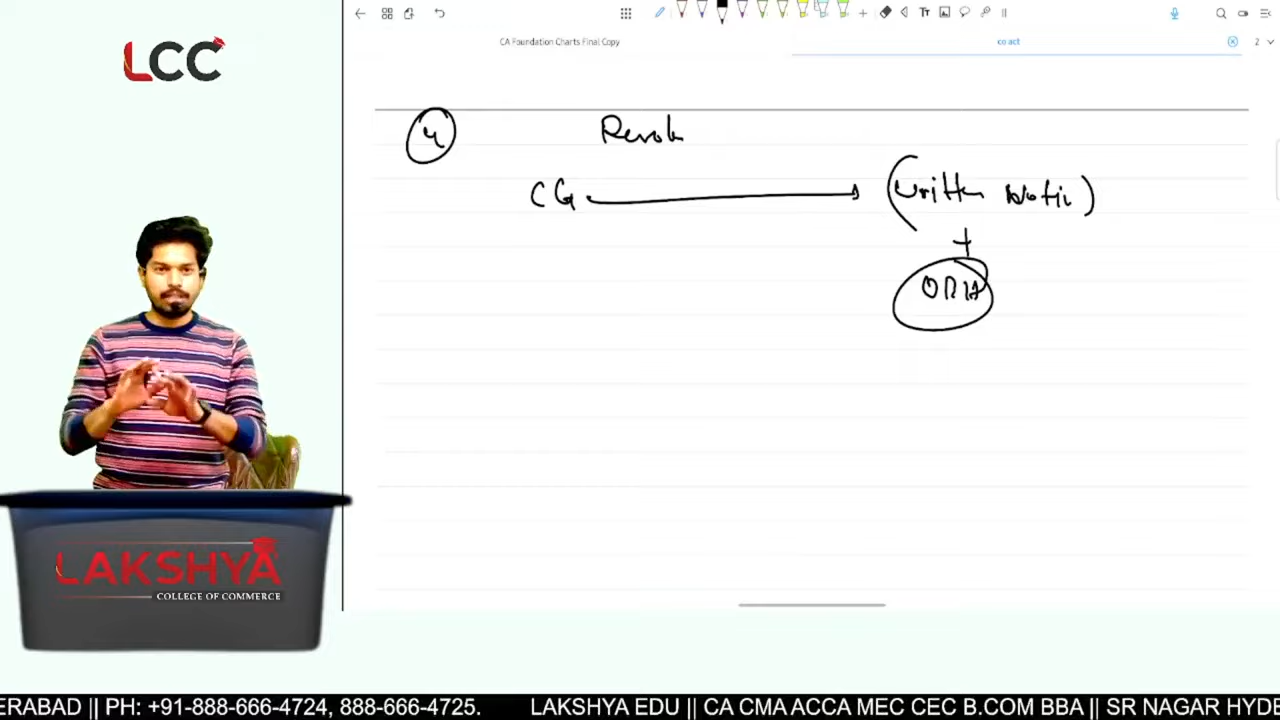 LCC
CA Foundation Charts Final Copy
co act
2
Tт
4
Revok
CG
(written Notic)
+
LAKSHYA
COLLEGE OF COMMERCE
ERABAD || PH: +91-888-666-4724, 888-666-4725. LAKSHYA EDU || CA CMA ACCA MEC CEC B.COM BBA || SR NAGAR HYDE